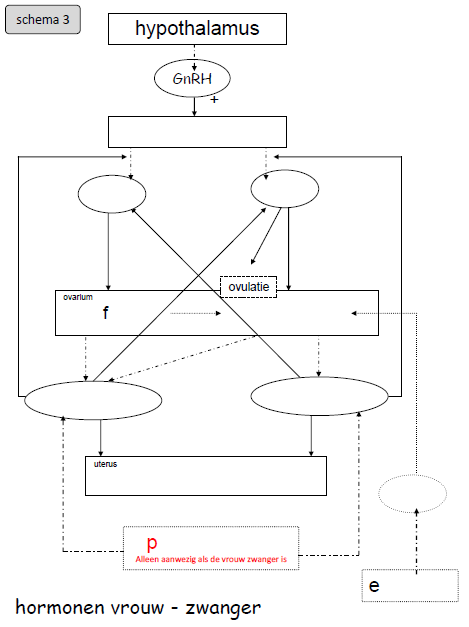 schema 3
hypothalamus
GnRH
+
ovulatie
ovarium
f
uterus
p
Alleen aanwezig als de vrouw zwanger is
e
hormonen vrouw - zwanger